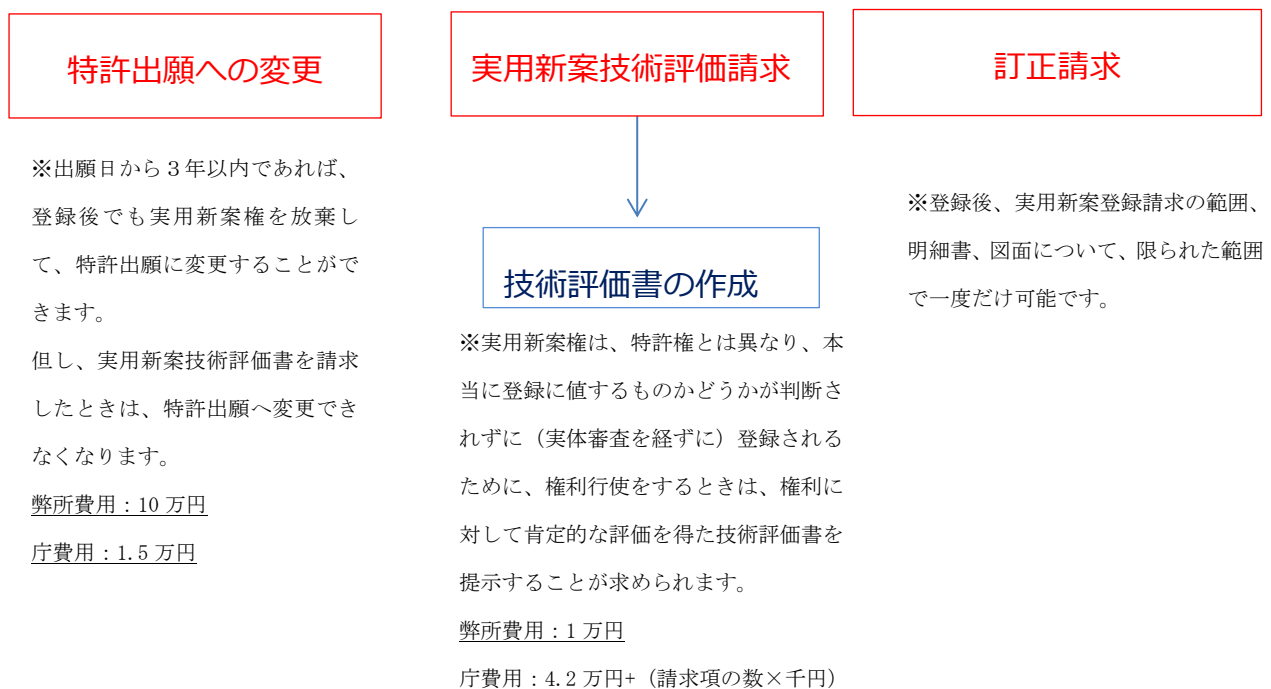 特許出願への変更
※出願日から３年以内であれば、
登録後でも実用新案権を放棄し
て、特許出願に変更することがで
きます。
但し、実用新案技術評価書を請求
したときは、特許出願へ変更でき
なくなります。
弊所費用：10 万円
庁費用：1.5 万円
実用新案技術評価請求
技術評価書の作成
※実用新案権は、特許権とは異なり、本
当に登録に値するものかどうかが判断さ
れずに（実体審査を経ずに）登録される
ために、権利行使をするときは、権利に
対して肯定的な評価を得た技術評価書を
提示することが求められます。
弊所費用：1 万円
庁費用：4.2 万円+（請求項の数×千円）
訂正請求
※登録後、実用新案登録請求の範囲、
明細書、図面について、限られた範囲
で一度だけ可能です。